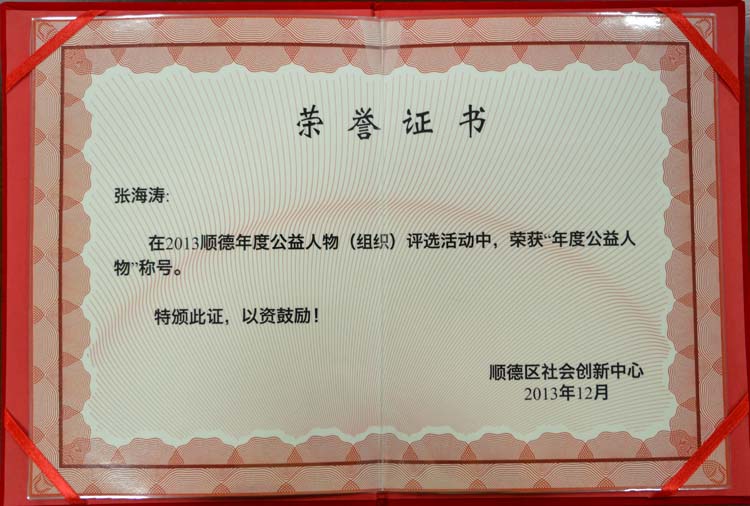 荣誉证书
张海涛:
在2013顺德年度公益人物（组织）评选活动中，荣获“年度公益人
物”称号。
特颁此证，以资鼓励！
顺德区社会创新中心
2013年12月